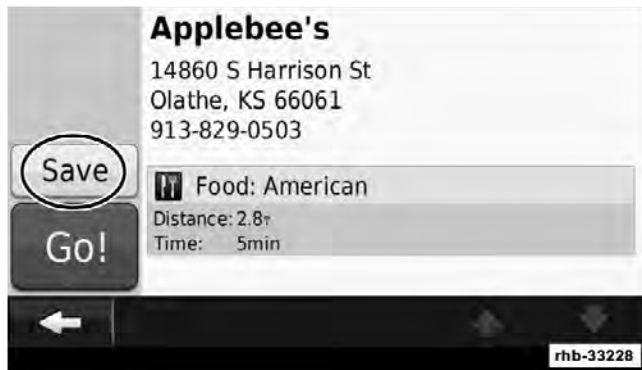 Applebee's
14860 S Harrison St
Olathe, KS 66061
913-829-0503
Save
Food: American
Distance: 2.8
Time: 5min
Go!
rhb-33228